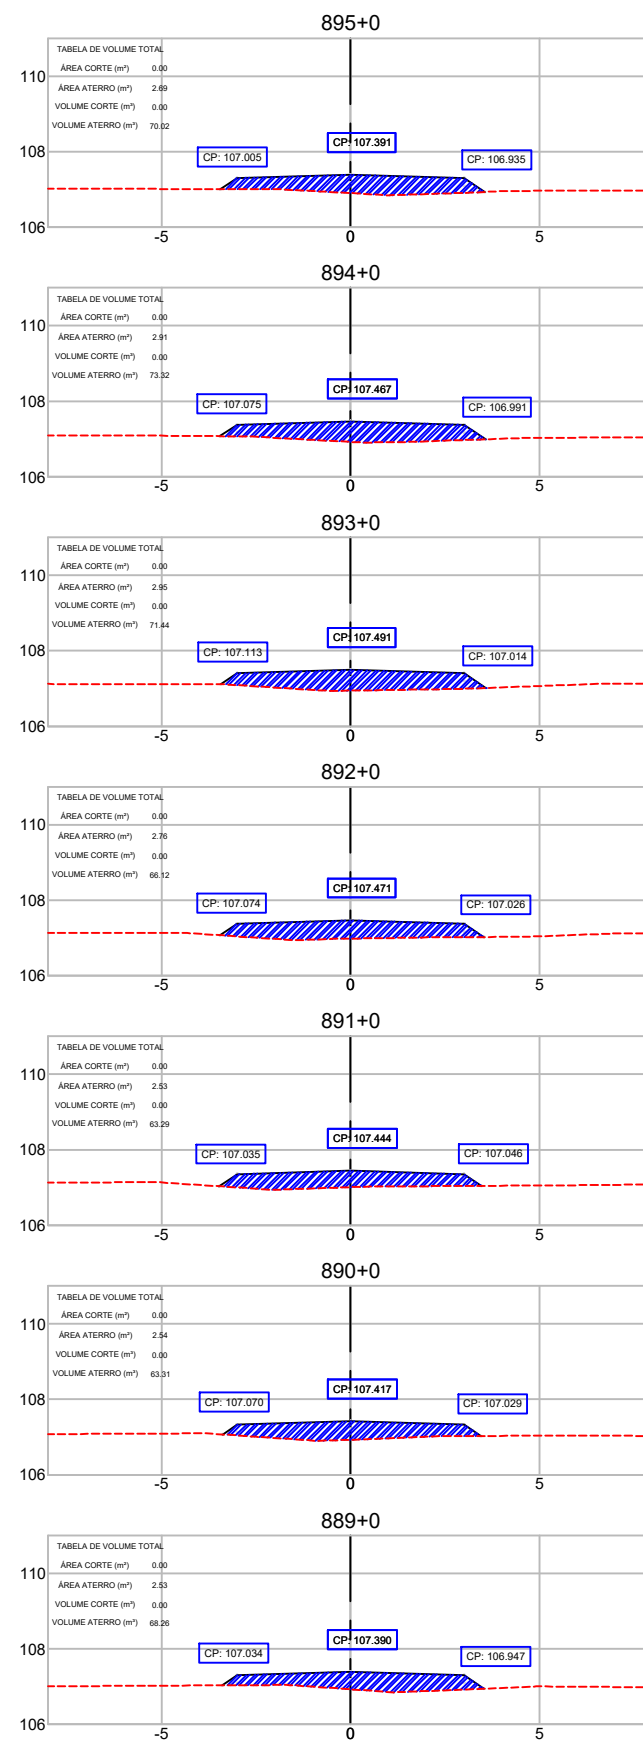 895+0
TABELA DE VOLUME TOTAL
110
ÁREA CORTE (m²) 0.00
ÁREA ATERRO (m²) 2.69
VOLUME CORTE (m³) 0.00
VOLUME ATERRO (m³) 70.02
CP: 107.391
108
CP: 107.005
CP: 106.935
106
-5 0 5
894+0
TABELA DE VOLUME TOTAL
ÁREA CORTE (m²) 0.00
110
ÁREA ATERRO (m²) 2.91
VOLUME CORTE (m³) 0.00
VOLUME ATERRO (m³) 73.32
CP: 107.467
108
CP: 107.075
CP: 106.991
106
-5 0 5
893+0
TABELA DE VOLUME TOTAL
ÁREA CORTE (m²) 0.00
110
ÁREA ATERRO (m²) 2.95
VOLUME CORTE (m³) 0.00
VOLUME ATERRO (m³) 71.44
CP: 107.491
108
CP: 107.113
CP: 107.014
106
-5 0 5
892+0
TABELA DE VOLUME TOTAL
ÁREA CORTE (m²) 0.00
110
ÁREA ATERRO (m²) 2.76
VOLUME CORTE (m³) 0.00
VOLUME ATERRO (m³) 66.12
CP: 107.471
108
CP: 107.074
CP: 107.026
106
-5 0 5
891+0
TABELA DE VOLUME TOTAL
ÁREA CORTE (m²) 0.00
110
ÁREA ATERRO (m²) 2.53
VOLUME CORTE (m³) 0.00
VOLUME ATERRO (m³) 63.29
CP: 107.444
108
CP: 107.035
CP: 107.046
106
-5 0 5
890+0
TABELA DE VOLUME TOTAL
ÁREA CORTE (m²) 0.00
110
ÁREA ATERRO (m²) 2.54
VOLUME CORTE (m³) 0.00
VOLUME ATERRO (m³) 63.31
CP: 107.417
108
CP: 107.070
CP: 107.029
106
-5 0 5
889+0
TABELA DE VOLUME TOTAL
ÁREA CORTE (m²) 0.00
110
ÁREA ATERRO (m²) 2.53
VOLUME CORTE (m³) 0.00
VOLUME ATERRO (m³) 68.26
CP: 107.390
108
CP: 107.034
CP: 106.947
106
-5 0 5